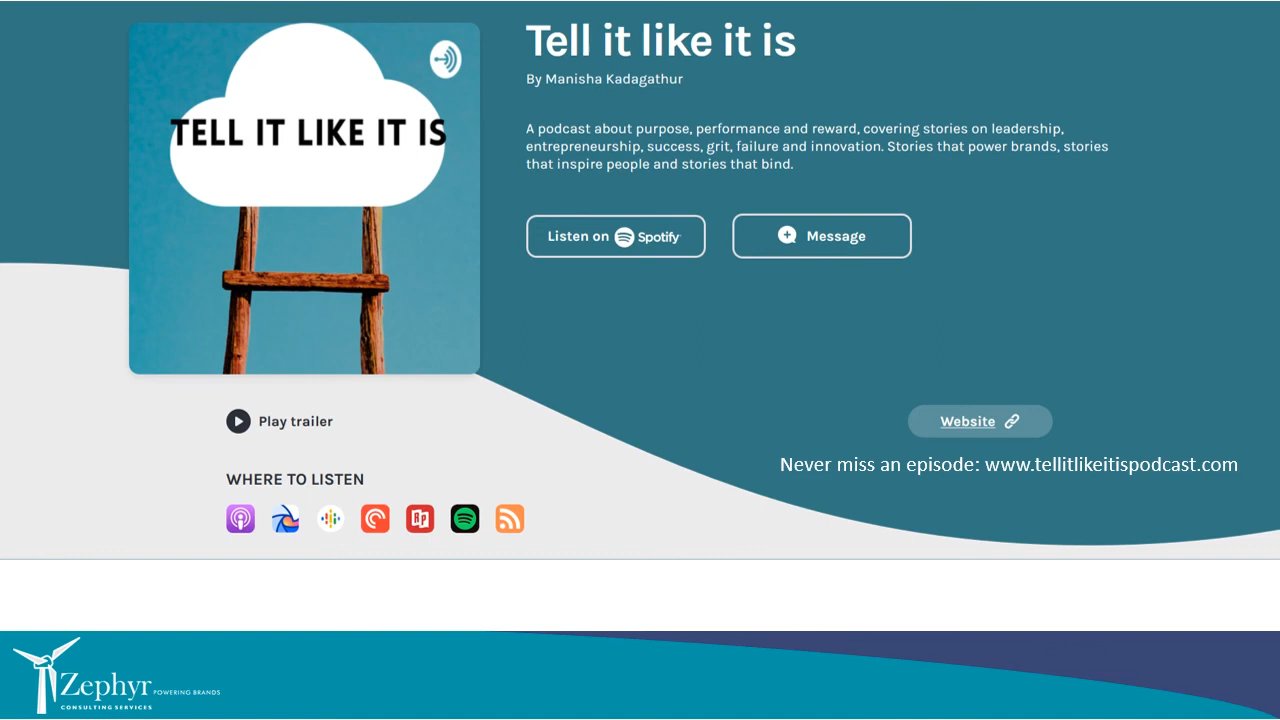 TELL IT LIKE IT IS
Tell it like it is
By Manisha Kadagathur
A podcast about purpose, performance and reward, covering stories on leadership,
entrepreneurship, success, grit, failure and innovation. Stories that power brands, stories
that inspire people and stories that bind.
Listen on Spotify
Message
Play trailer
Website
Never miss an episode: www.tellitlikeitispodcast.com
WHERE TO LISTEN
RP
Zephyr POWERING BRANDS
CONSULTING SERVICES